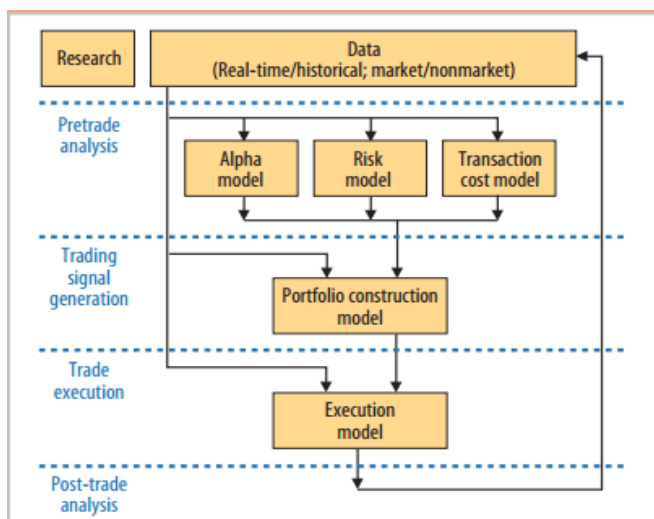 Research
Data
(Real-time/historical; market/nonmarket)
Pretrade
analysis
Alpha
model
Risk
model
Transaction
cost model
Trading
signal
generation
Portfolio construction
model
Trade
execution
Execution
model
Post-trade
analysis